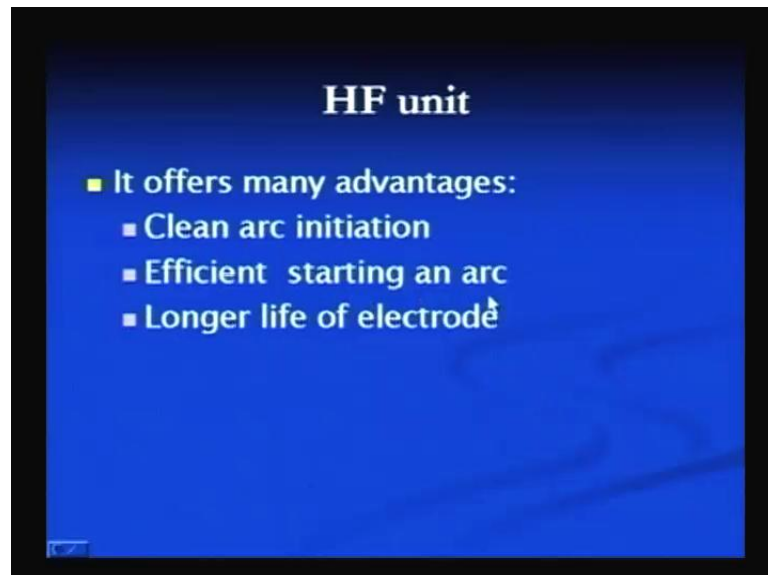 HF unit
It offers many advantages:
Clean arc initiation
Efficient starting an arc
Longer life of electrode